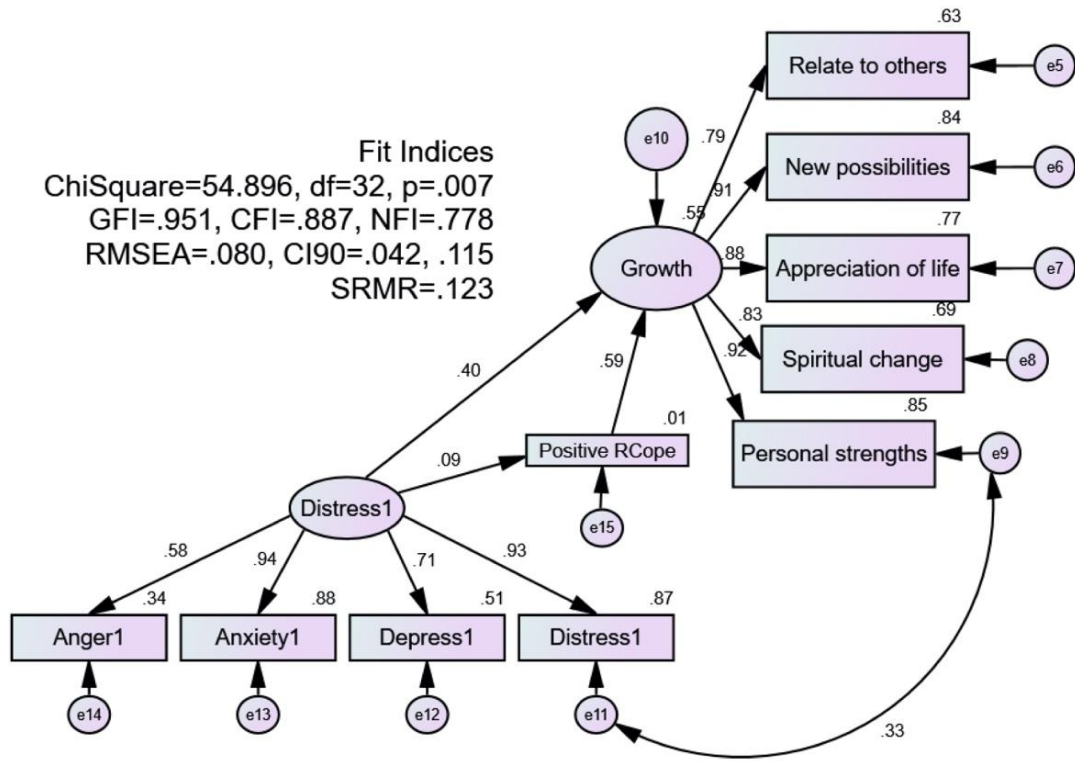 .63
Relate to others
e5
e10
.79
.84
New possibilities
e6
Fit Indices
ChiSquare=54.896, df=32, p=.007
GFI=.951, CFI=.887, NFI=.778
RMSEA=.080, CI90=.042, .115
SRMR=.123
.91
.55
.77
Growth
.88
Appreciation of life
e7
.83
.69
.92
Spiritual change
e8
.40
.59
.85
.01
Personal strengths
e9
.09
Positive RCope
Distress1
e15
.58
.94
.71
.93
.34
.88
.51
.87
Anger1
Anxiety1
Depress1
Distress1
e14
e13
e12
e11
.33